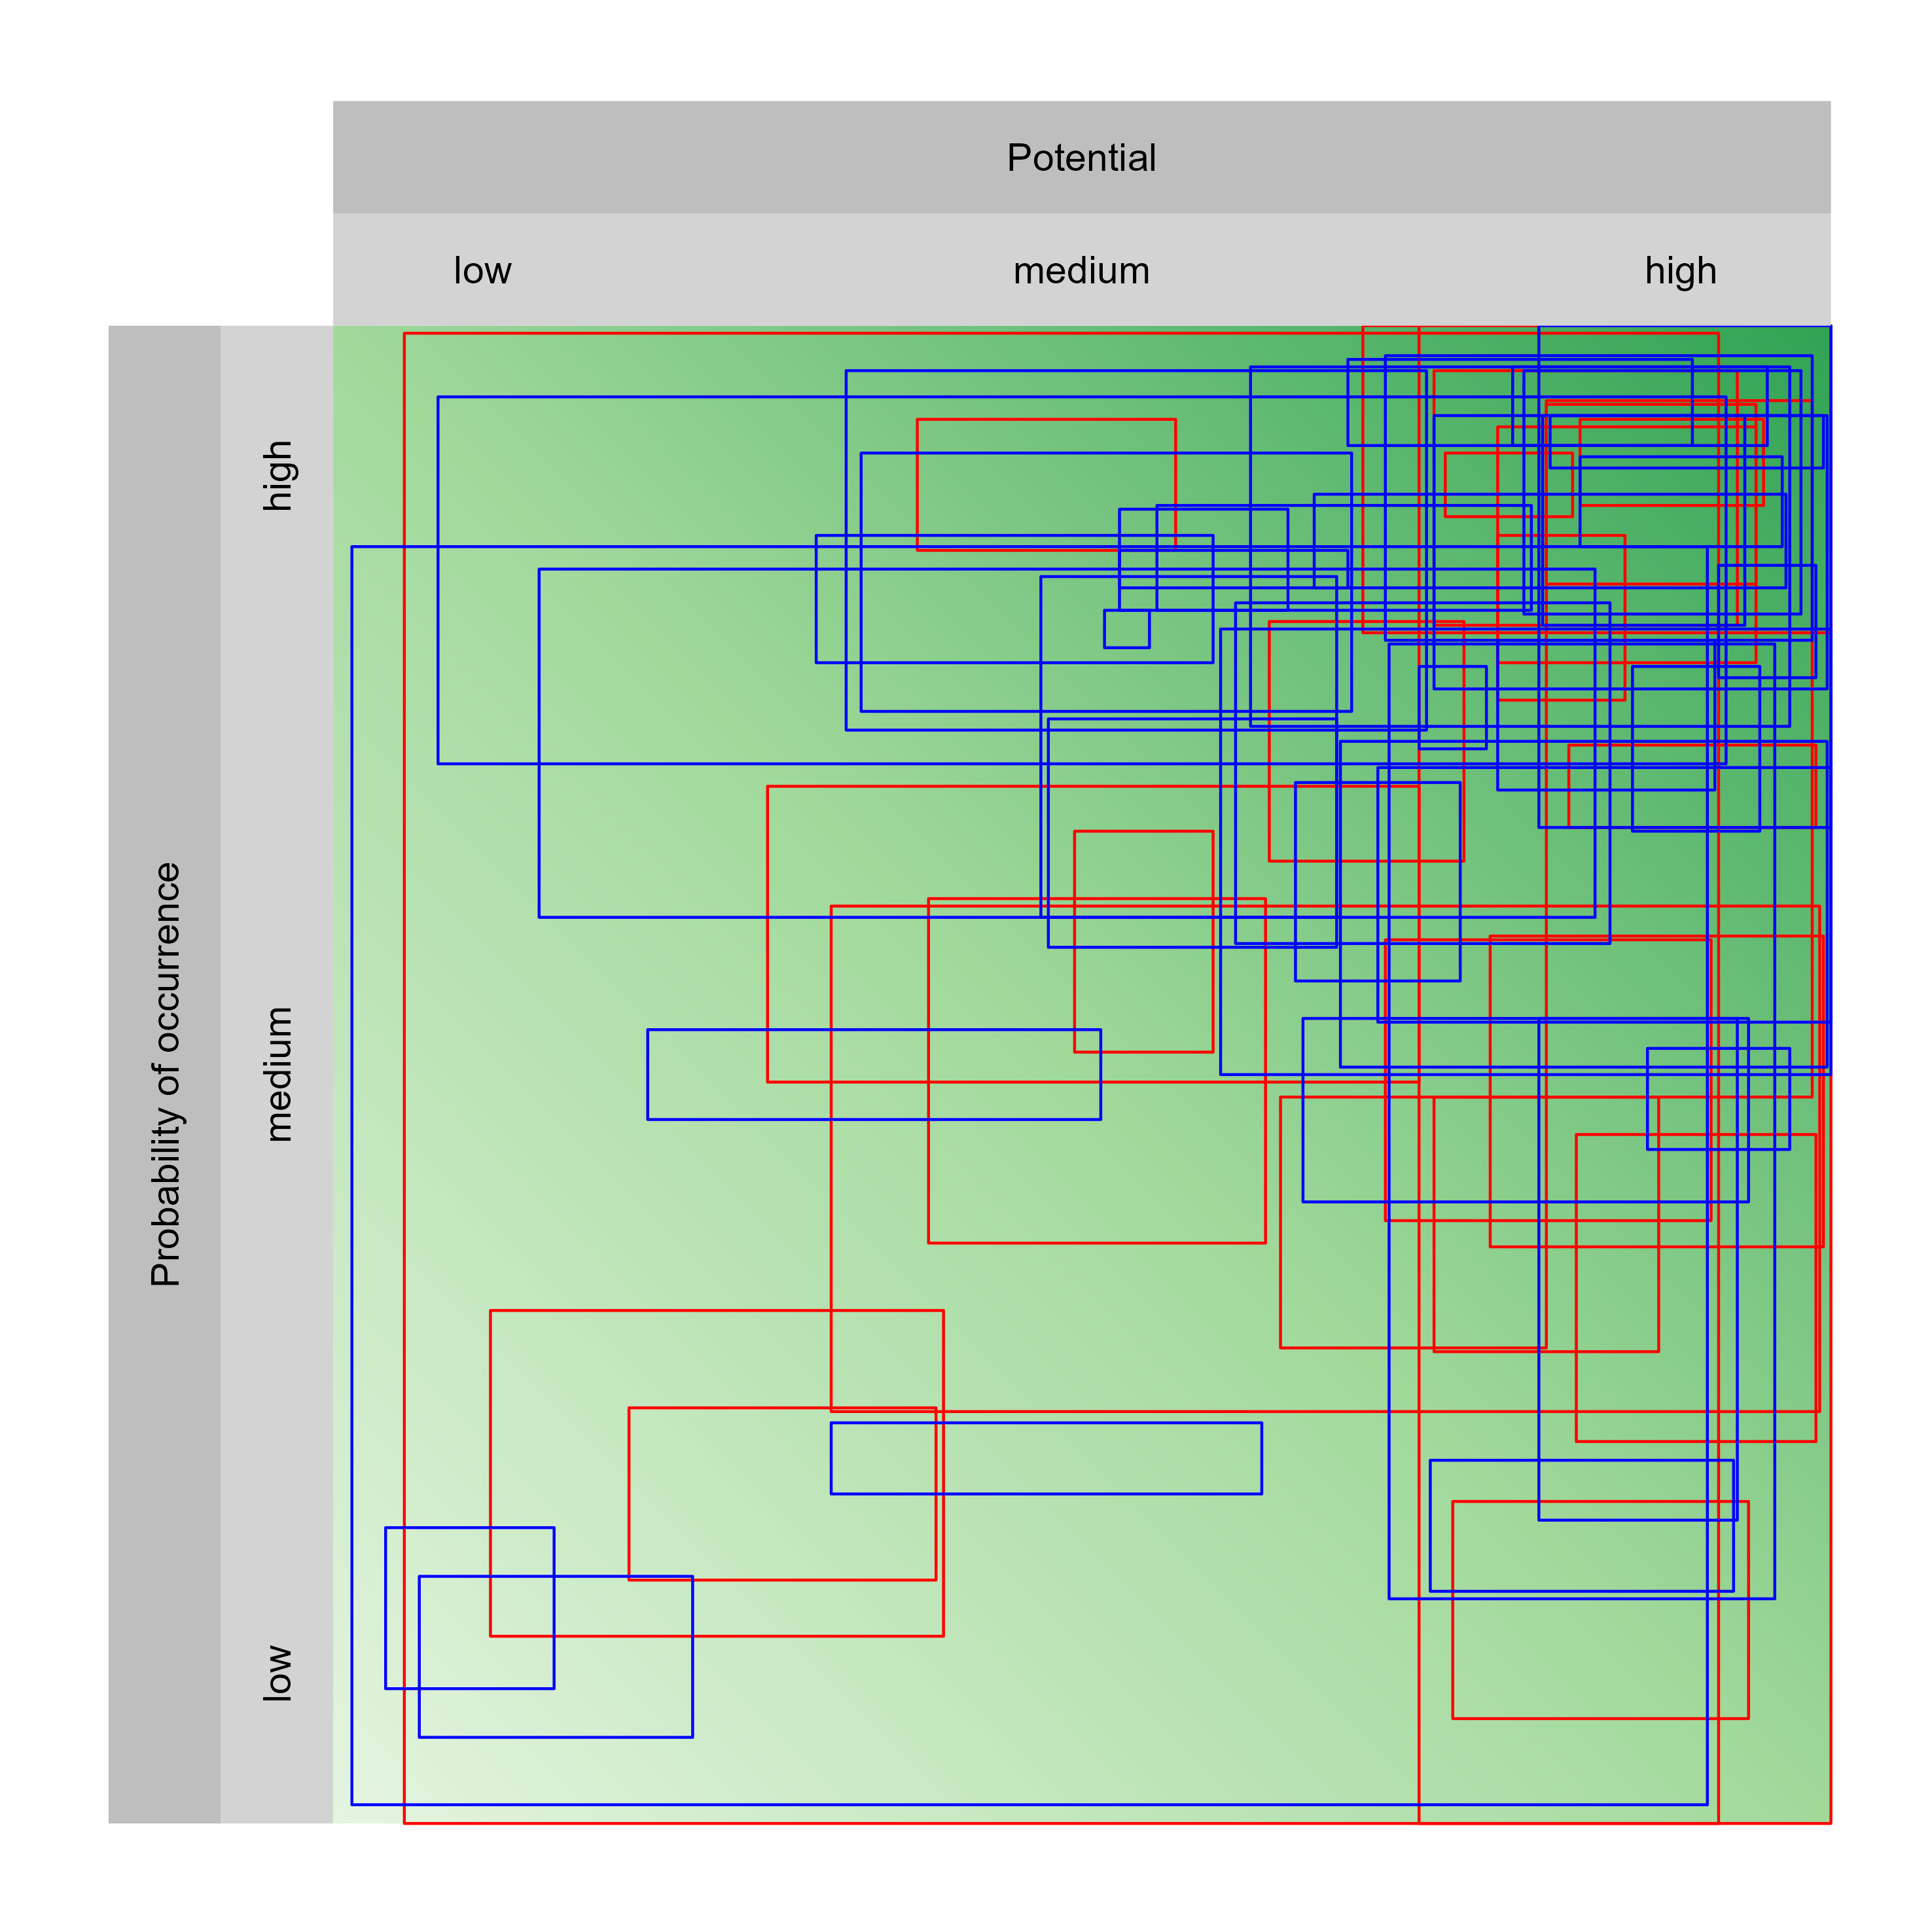 Potential
low medium high
Probability of occurrence
high
medium
low